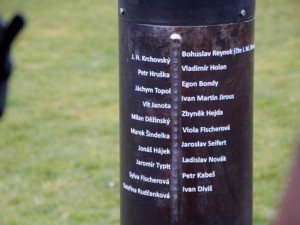 J. H. Krchovský
Petr Hruška
Jáchym Topol
Vít Janota
Milan Děžinský
Marek Šindelka
Jonáš Hájek
Jaromír Typlt
Sylva Fischerová
Kateřina Rudčenková
Bohuslav Reynek (čte
Vladimír Holan
Egon Bondy
Ivan Martin Jirous
Zbyněk Hejda
Viola Fischerová
Jaroslav Seifert
Ladislav Novák
Petr Kabeš
Ivan Diviš